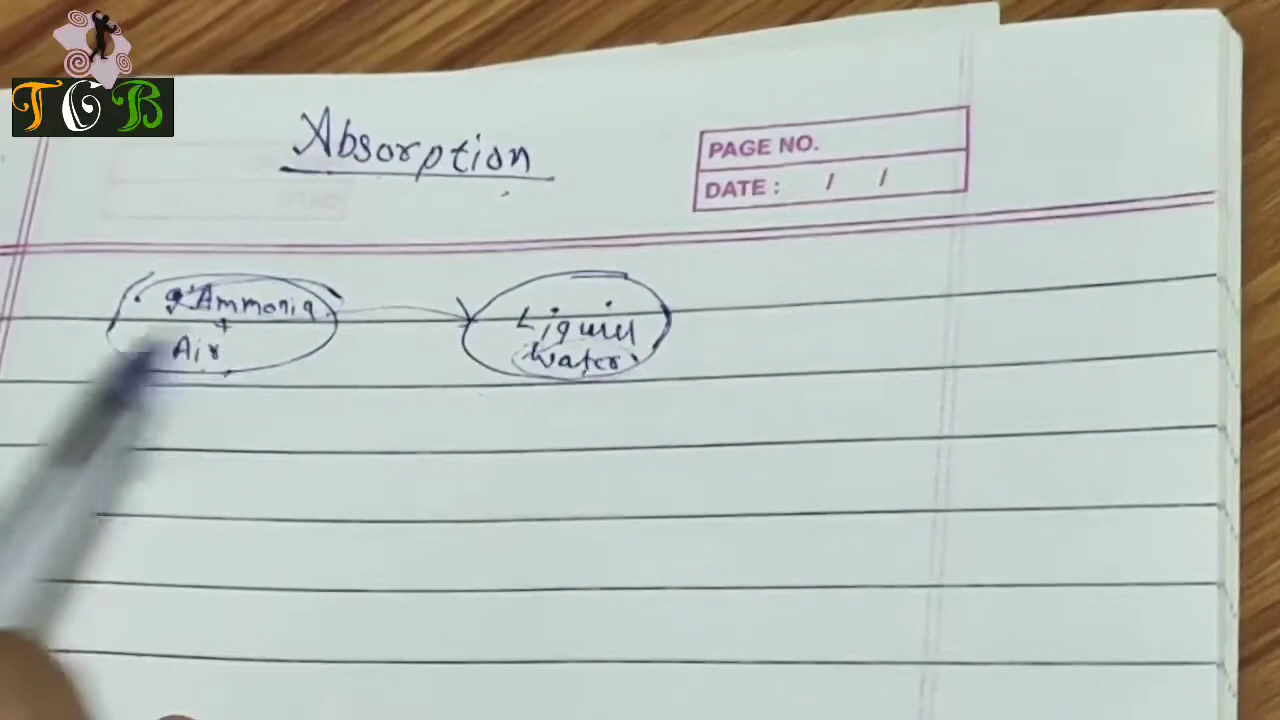 TGB
Absorption
PAGE NO.
DATE : / /
Ammonia
+
Air
Liquid
Water